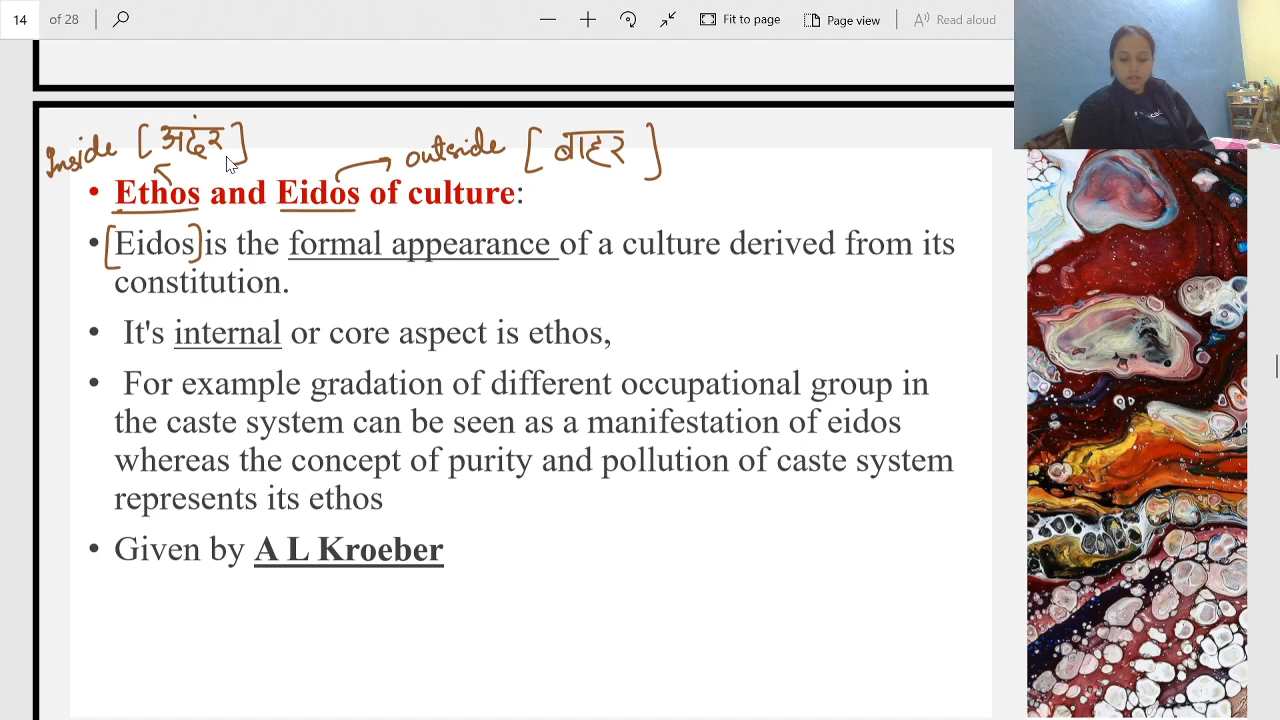 14 of 28 Fit to page Page view Read aloud
Inside [अंदर] outside [बाहर]
• Ethos and Eidos of culture:
• [Eidos] is the formal appearance of a culture derived from its
constitution.
• It's internal or core aspect is ethos,
• For example gradation of different occupational group in
the caste system can be seen as a manifestation of eidos
whereas the concept of purity and pollution of caste system
represents its ethos
• Given by A L Kroeber